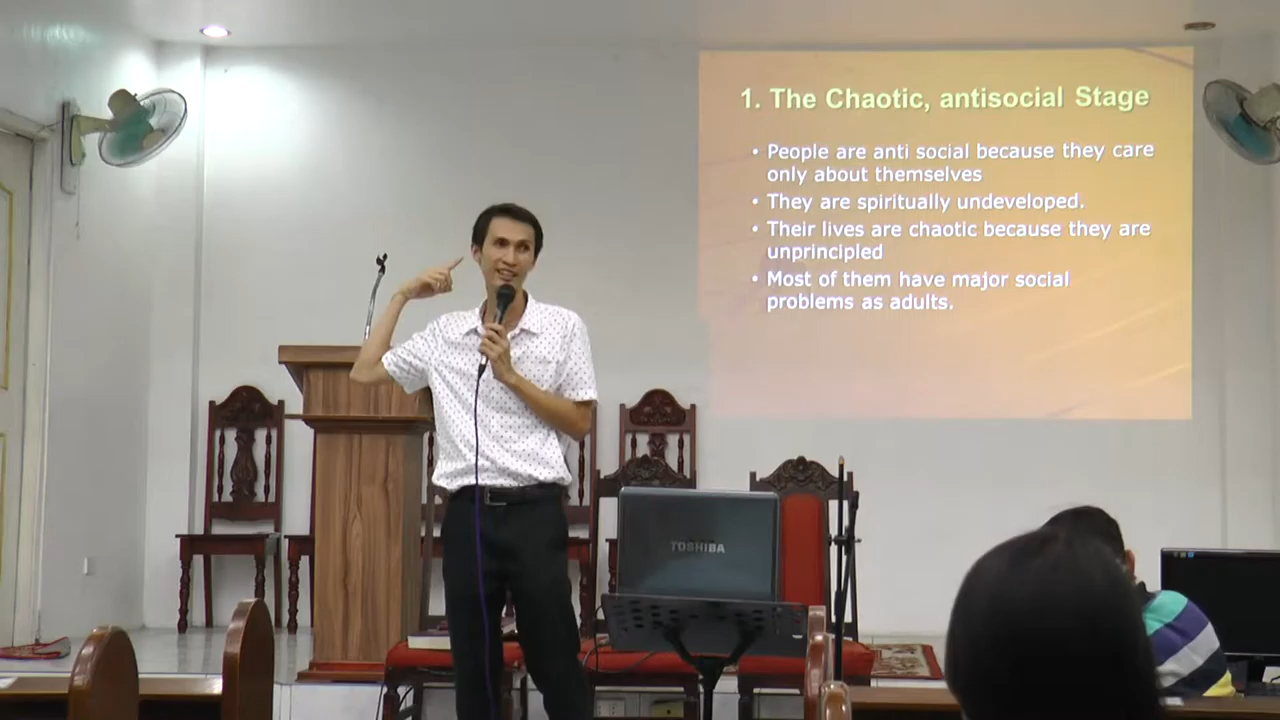 1. The Chaotic, antisocial Stage
• People are anti social because they care
only about themselves
• They are spiritually undeveloped.
• Their lives are chaotic because they are
unprincipled
• Most of them have major social
problems as adults.
TOSHIBA